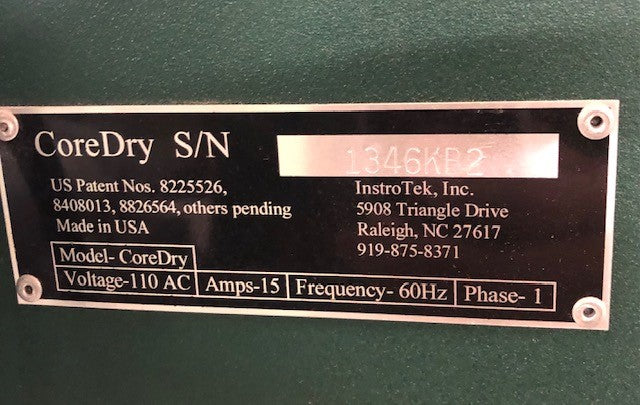 CoreDry S/N 1346KB2
US Patent Nos. 8225526,
8408013, 8826564, others pending
Made in USA
InstroTek, Inc.
5908 Triangle Drive
Raleigh, NC 27617
919-875-8371
Model- CoreDry
Voltage-110 AC Amps-15 Frequency- 60Hz Phase- 1